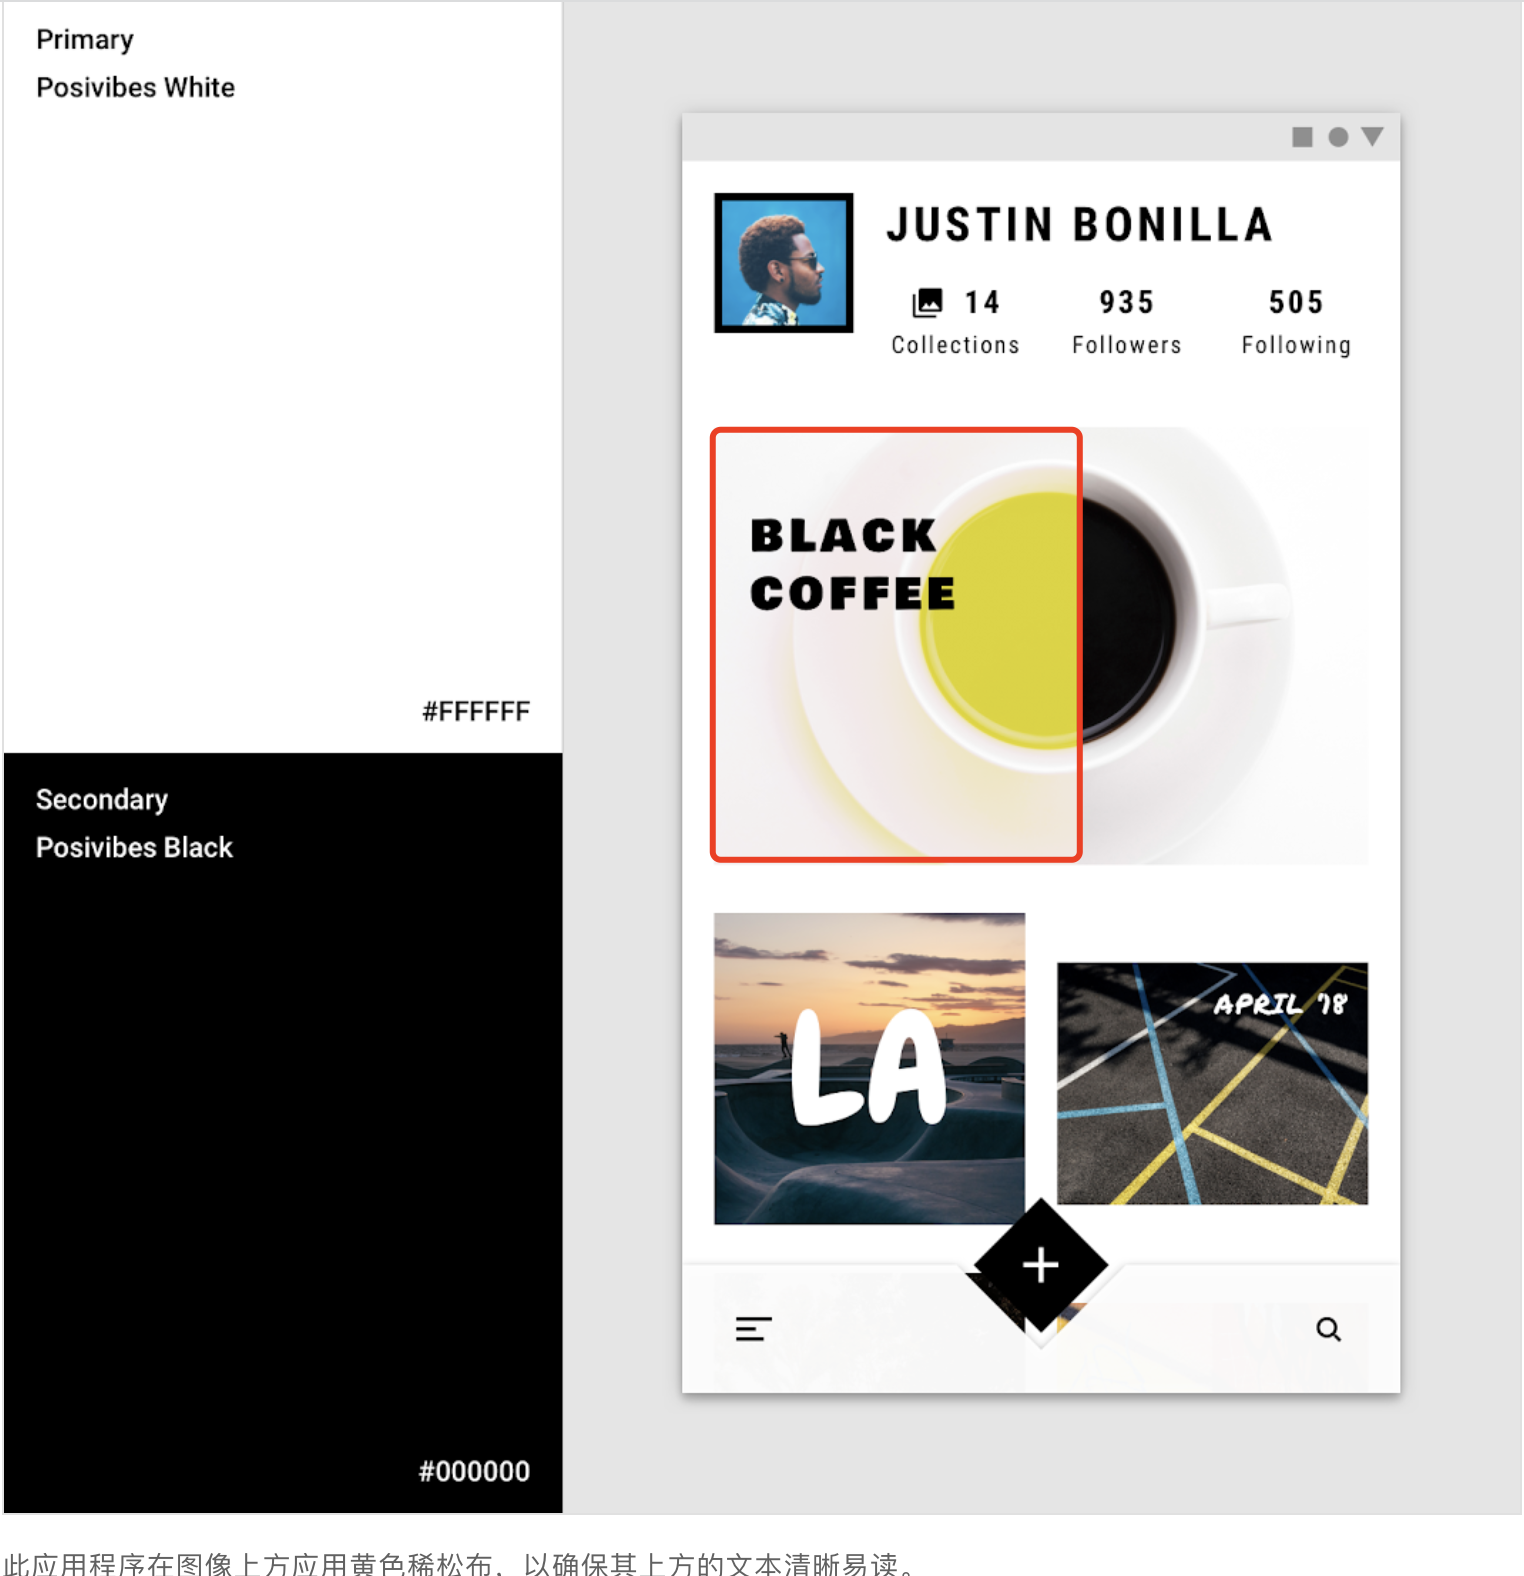 Primary
Posivibes White
#FFFFFF
Secondary
Posivibes Black
#000000
JUSTIN BONILLA
14
935
505
Collections
Followers
Following
BLACK
COFFEE
LA
APRIL '18
此应用程序在图像上方应用黄色稀松布，以确保其上方的文本清晰易读。